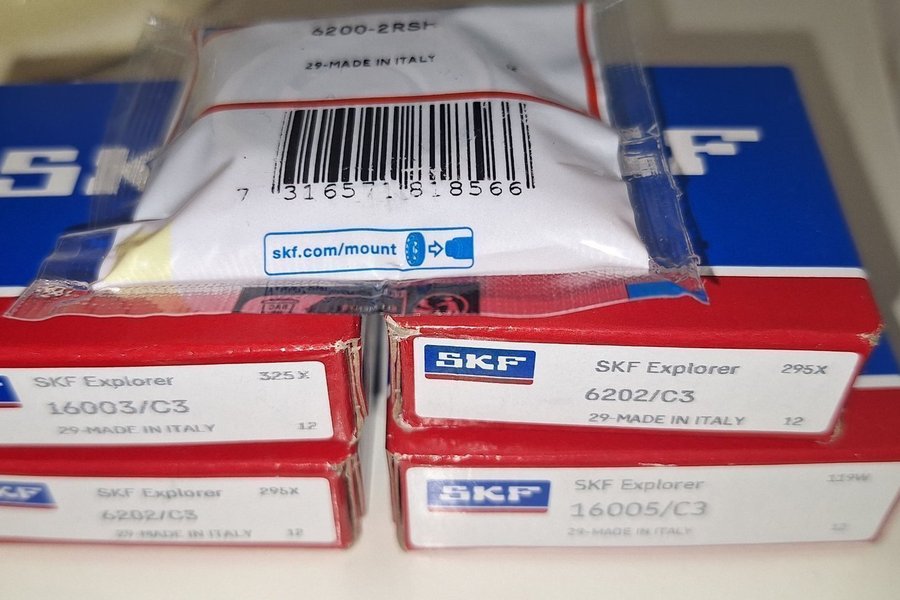 6200-2RSH
29-MADE IN ITALY
7 316571 818566
skf.com/mount
SKF
SKF Explorer 325X
16003/C3
29-MADE IN ITALY 12
SKF
SKF Explorer 295X
6202/C3
29-MADE IN ITALY 12
SKF
SKF Explorer 295X
6202/C3
29-MADE IN ITALY 12
SKF
SKF Explorer 119W
16005/C3
29-MADE IN ITALY 12